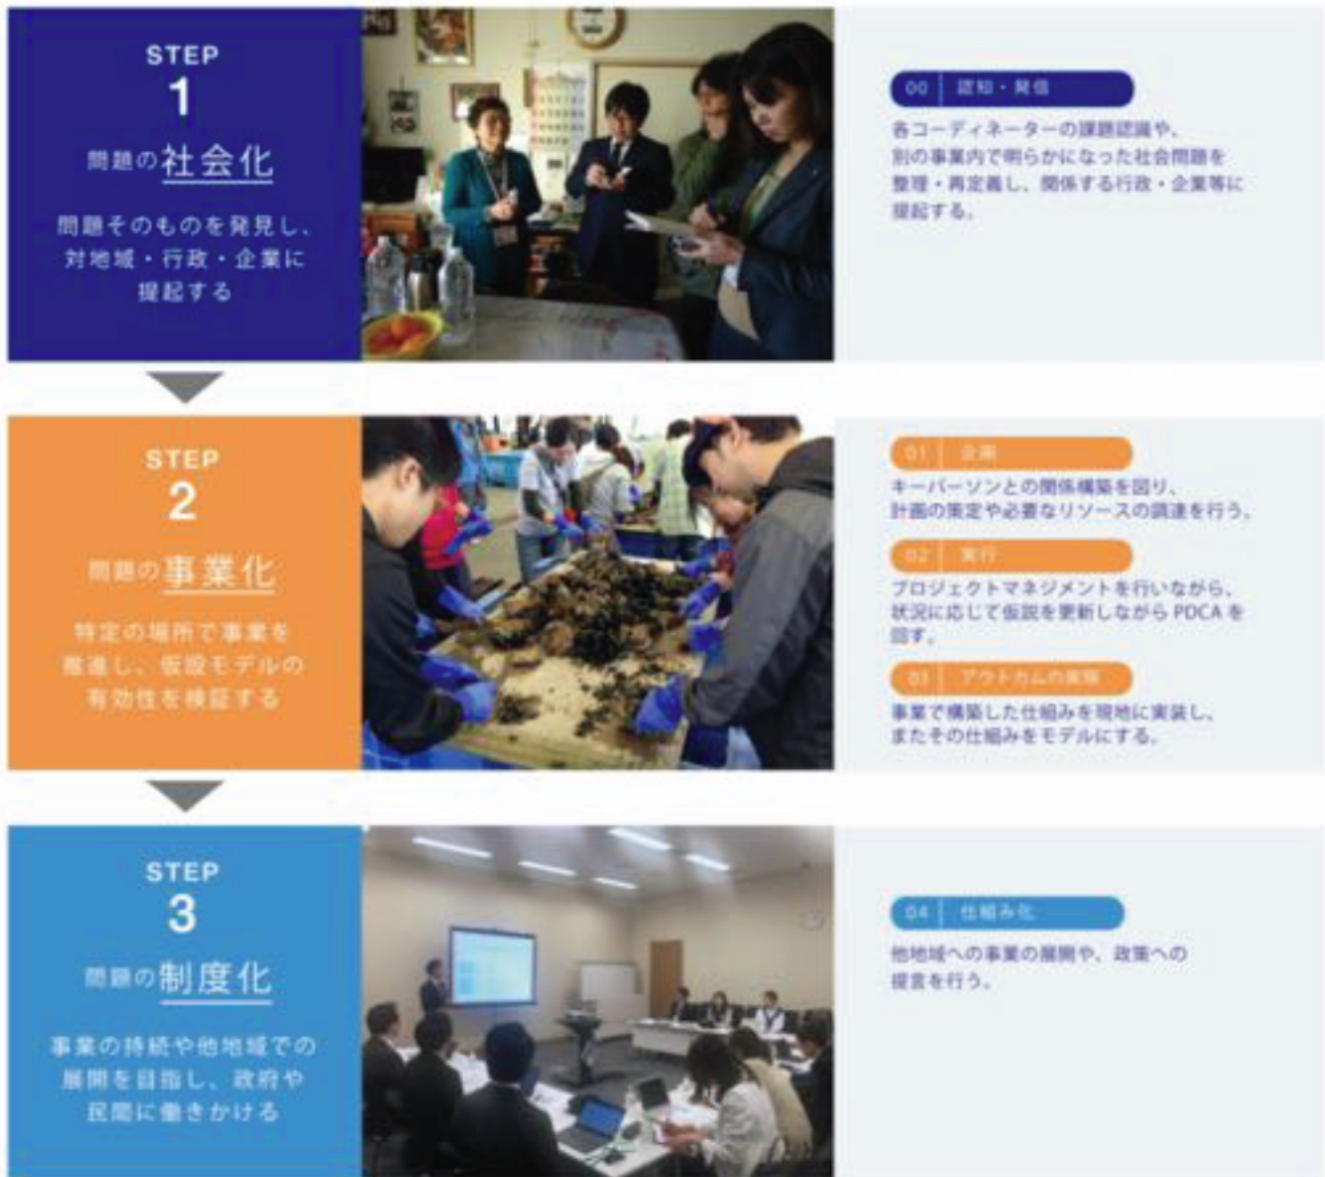 STEP
1
問題の社会化
問題そのものを発見し、
対地域・行政・企業に
提起する
00 認知・発信
各コーディネーターの課題認識や、
別の事業内で明らかになった社会問題を
整理・再定義し、関係する行政・企業等に
提起する。
STEP
2
問題の事業化
特定の場所で事業を
推進し、仮設モデルの
有効性を検証する
01 企画
キーパーソンとの関係構築を図り、
計画の策定や必要なリソースの調達を行う。
02 実行
プロジェクトマネジメントを行いながら、
状況に応じて仮説を更新しながら PDCA を
回す。
03 アウトカムの実現
事業で構築した仕組みを現地に実装し、
またその仕組みをモデルにする。
STEP
3
問題の制度化
事業の持続や他地域での
展開を目指し、政府や
民間に働きかける
04 仕組み化
他地域への事業の展開や、政策への
提言を行う。